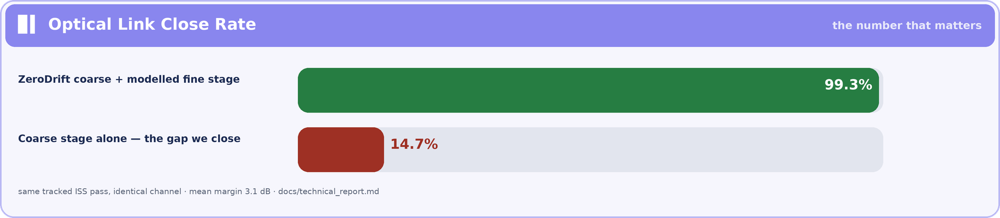 Optical Link Close Rate
the number that matters
ZeroDrift coarse + modelled fine stage
99.3%
Coarse stage alone — the gap we close
14.7%
same tracked ISS pass, identical channel · mean margin 3.1 dB · docs/technical_report.md